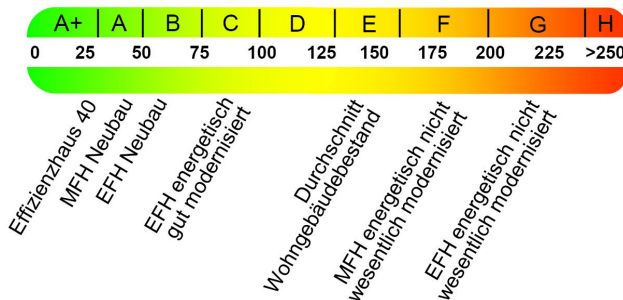 A+ A B C D E F G H
0 25 50 75 100 125 150 175 200 225 >250
Effizienzhaus 40
MFH Neubau
EFH Neubau
EFH energetisch
gut modernisiert
Durchschnitt
Wohngebäudebestand
MFH energetisch nicht
wesentlich modernisiert
EFH energetisch nicht
wesentlich modernisiert